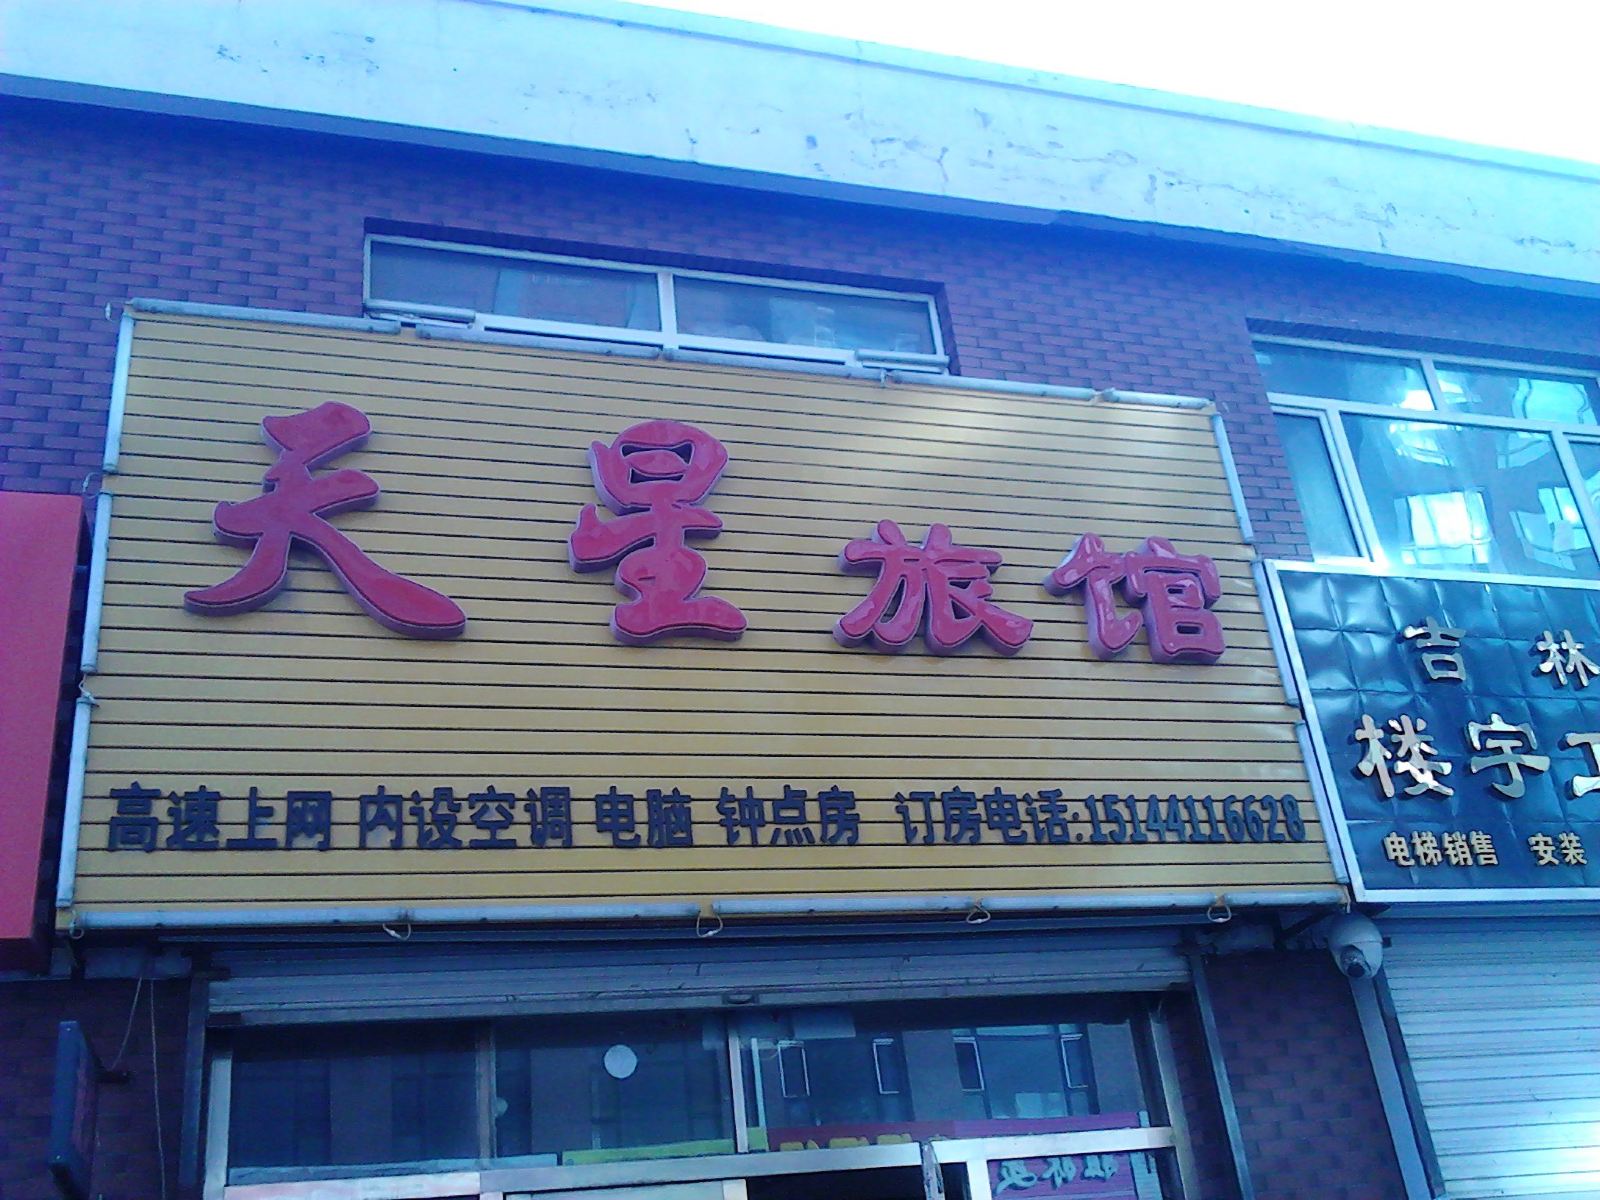 天星旅馆
高速上网 内设空调 电脑 钟点房 订房电话:15144116628
吉林
楼宇工
电梯销售 安装